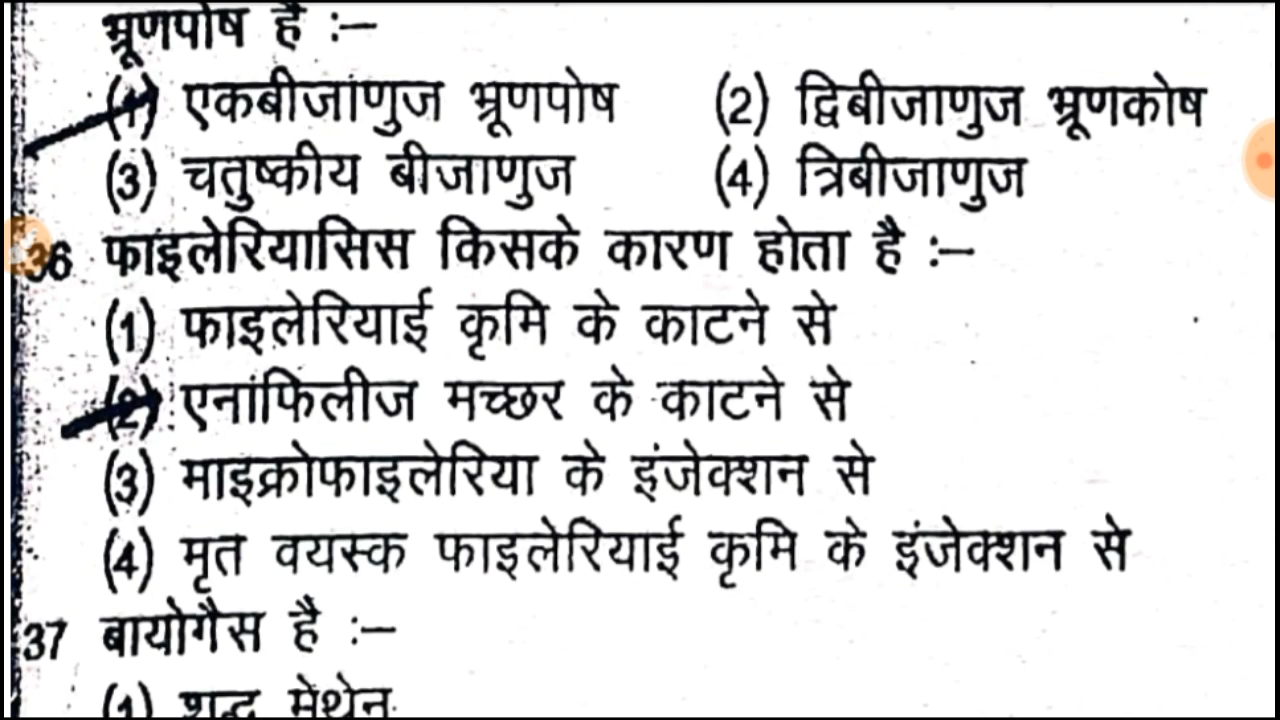 भ्रूणपोष है :–
(1) एकबीजाणुज भ्रूणपोष (2) द्विबीजाणुज भ्रूणकोष
(3) चतुष्कीय बीजाणुज (4) त्रिबीजाणुज
36 फाइलेरियासिस किसके कारण होता है :–
(1) फाइलेरियाई कृमि के काटने से
(2) एनाफिलीज मच्छर के काटने से
(3) माइक्रोफाइलेरिया के इंजेक्शन से
(4) मृत वयस्क फाइलेरियाई कृमि के इंजेक्शन से
37 बायोगैस है :–
(1) शुद्ध मेथेन